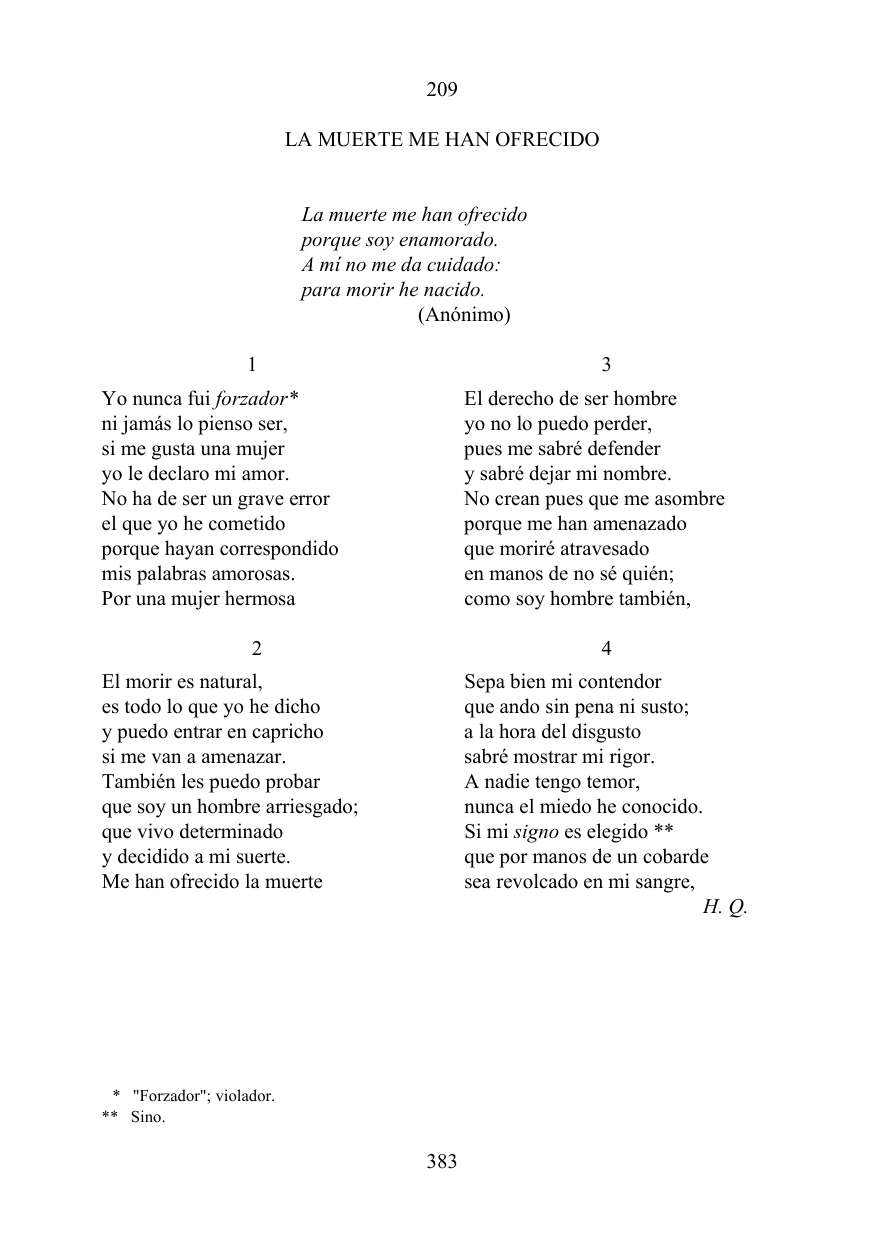 209
LA MUERTE ME HAN OFRECIDO
La muerte me han ofrecido
porque soy enamorado.
A mí no me da cuidado:
para morir he nacido.
(Anónimo)
1
Yo nunca fui forzador*
ni jamás lo pienso ser,
si me gusta una mujer
yo le declaro mi amor.
No ha de ser un grave error
el que yo he cometido
porque hayan correspondido
mis palabras amorosas.
Por una mujer hermosa
2
El morir es natural,
es todo lo que yo he dicho
y puedo entrar en capricho
si me van a amenazar.
También les puedo probar
que soy un hombre arriesgado;
que vivo determinado
y decidido a mi suerte.
Me han ofrecido la muerte
3
El derecho de ser hombre
yo no lo puedo perder,
pues me sabré defender
y sabré dejar mi nombre.
No crean pues que me asombre
porque me han amenazado
que moriré atravesado
en manos de no sé quién;
como soy hombre también,
4
Sepa bien mi contendor
que ando sin pena ni susto;
a la hora del disgusto
sabré mostrar mi rigor.
A nadie tengo temor,
nunca el miedo he conocido.
Si mi signo es elegido **
que por manos de un cobarde
sea revolcado en mi sangre,
H. Q.
* "Forzador"; violador.
** Sino.
383